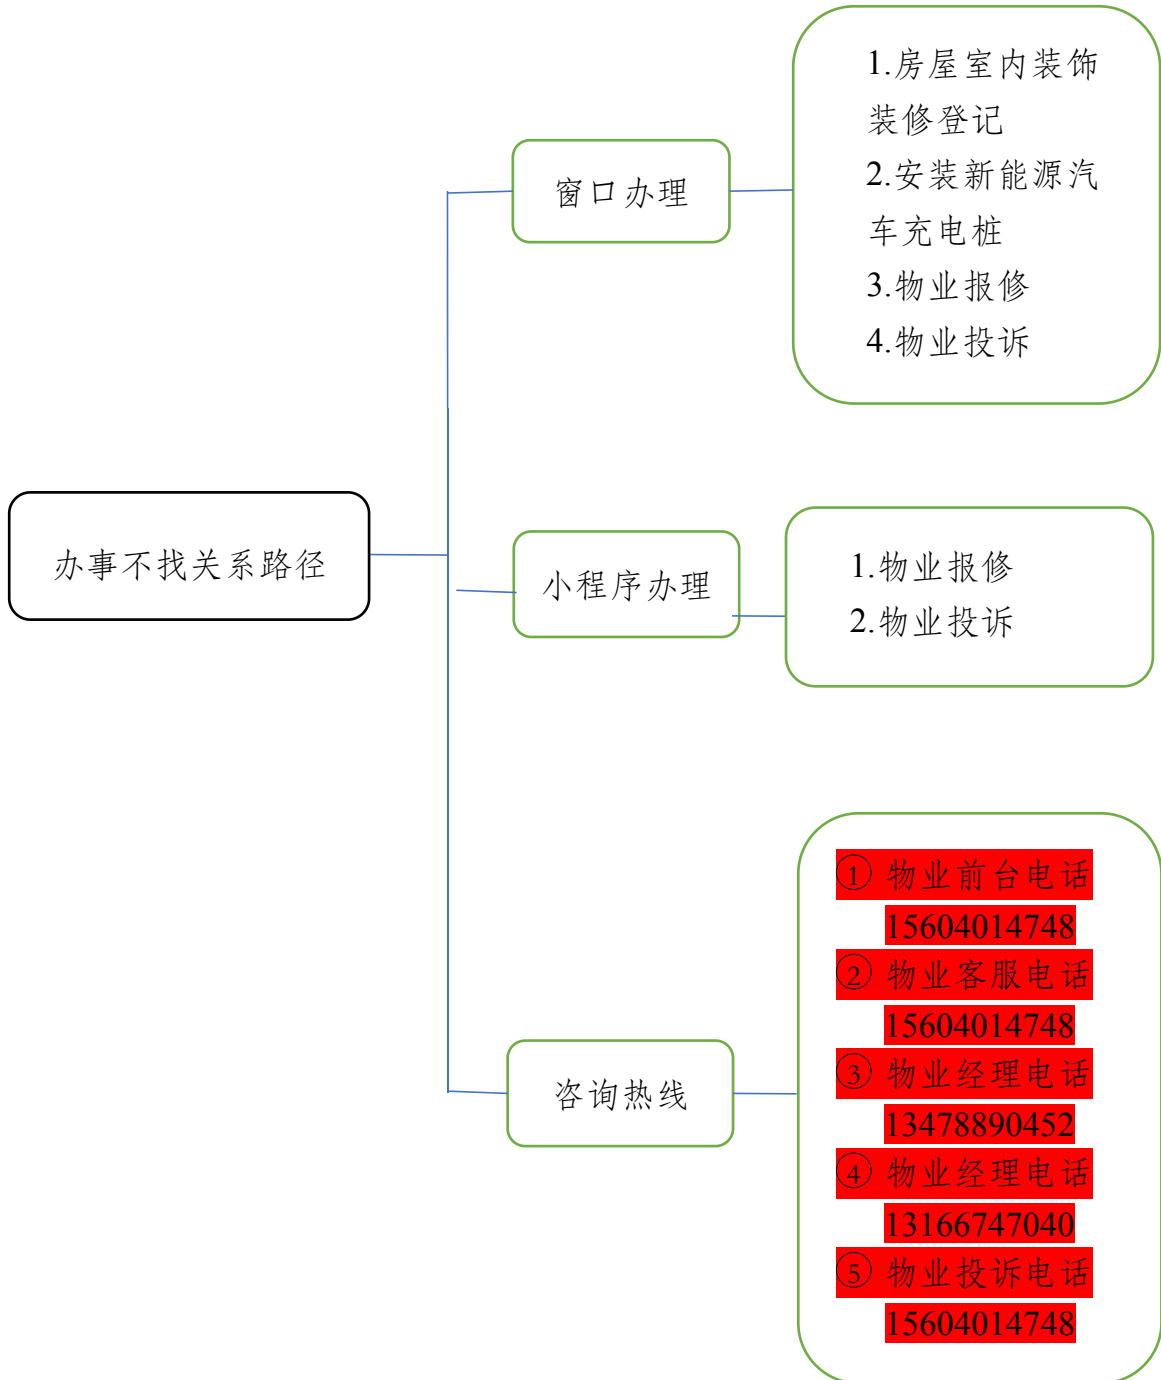 办事不找关系路径
窗口办理
1.房屋室内装饰
装修登记
2.安装新能源汽
车充电桩
3.物业报修
4.物业投诉
小程序办理
1.物业报修
2.物业投诉
咨询热线
① 物业前台电话
15604014748
② 物业客服电话
15604014748
③ 物业经理电话
13478890452
④ 物业经理电话
13166747040
⑤ 物业投诉电话
15604014748